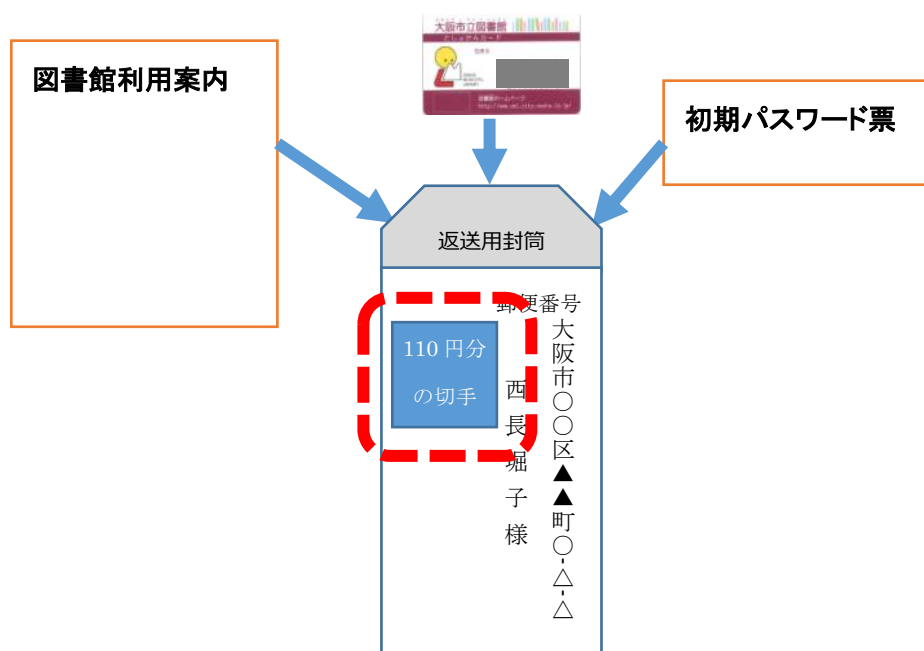 図書館利用案内
大阪市立図書館
としょかんカード
初期パスワード票
返送用封筒
郵便番号
大阪市〇〇区▲▲町〇-△-△
西長堀子様
110 円分
の切手